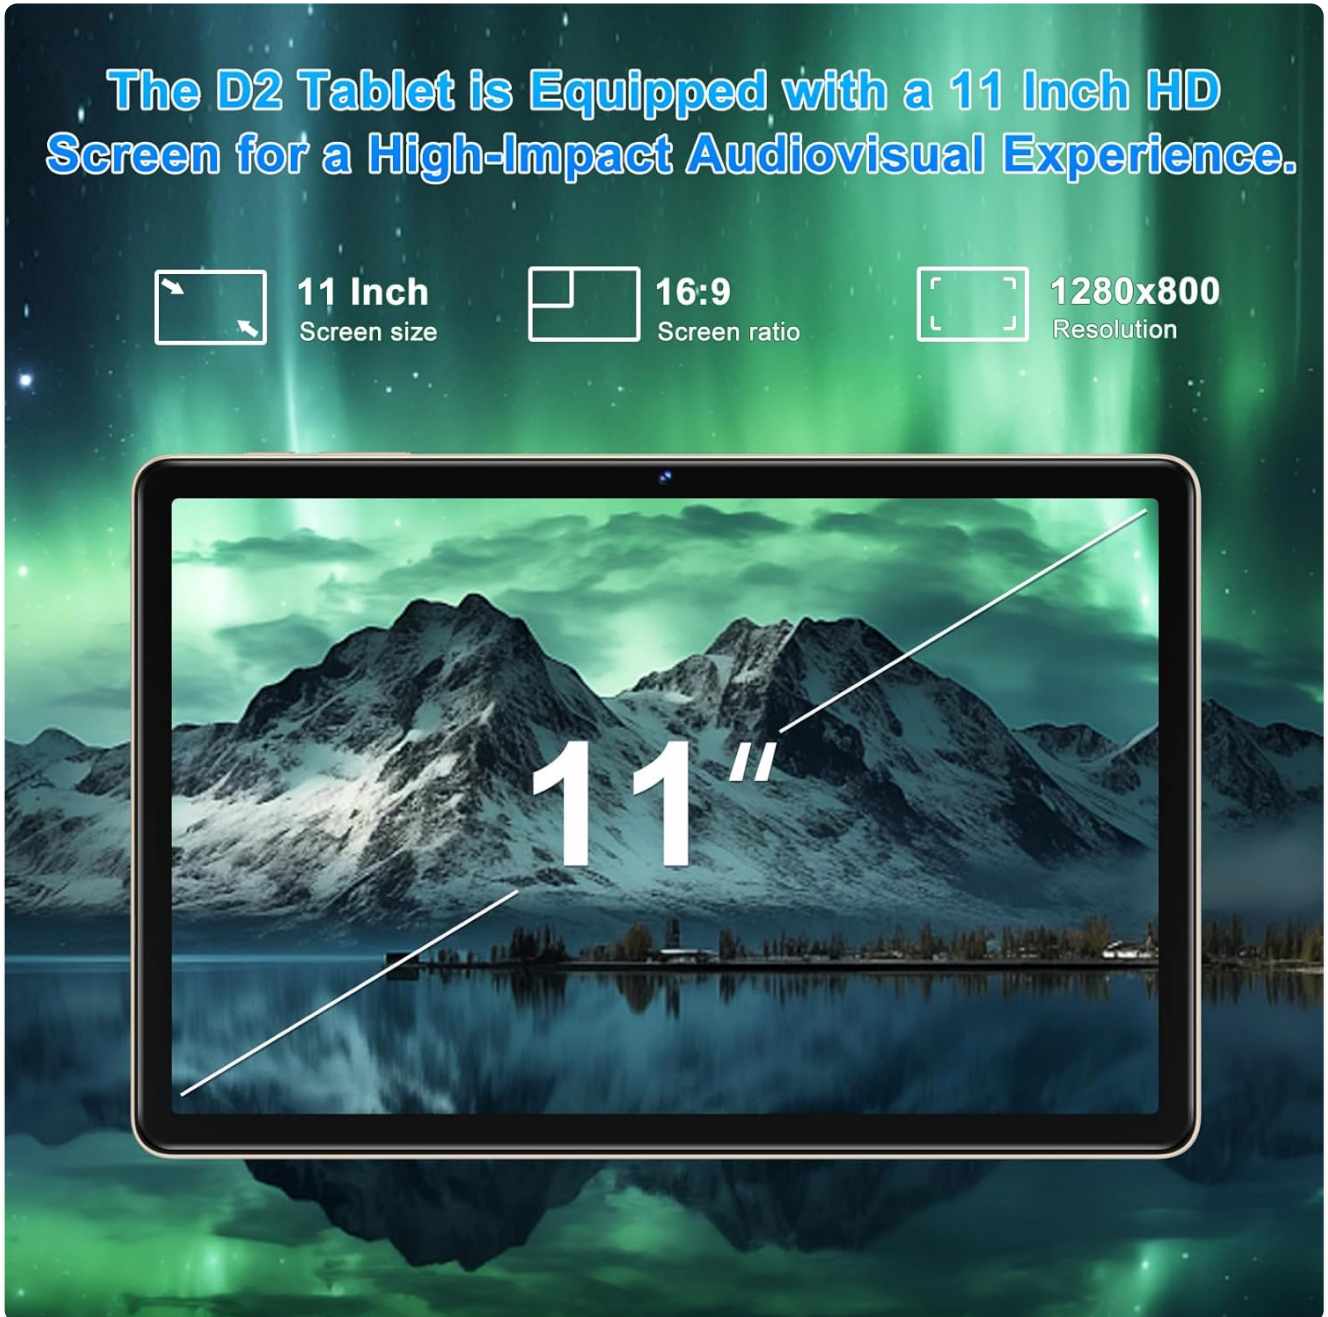 The D2 Tablet is Equipped with a 11 Inch HD
Screen for a High-Impact Audiovisual Experience.
11 Inch
Screen size
16:9
Screen ratio
1280x800
Resolution
11"